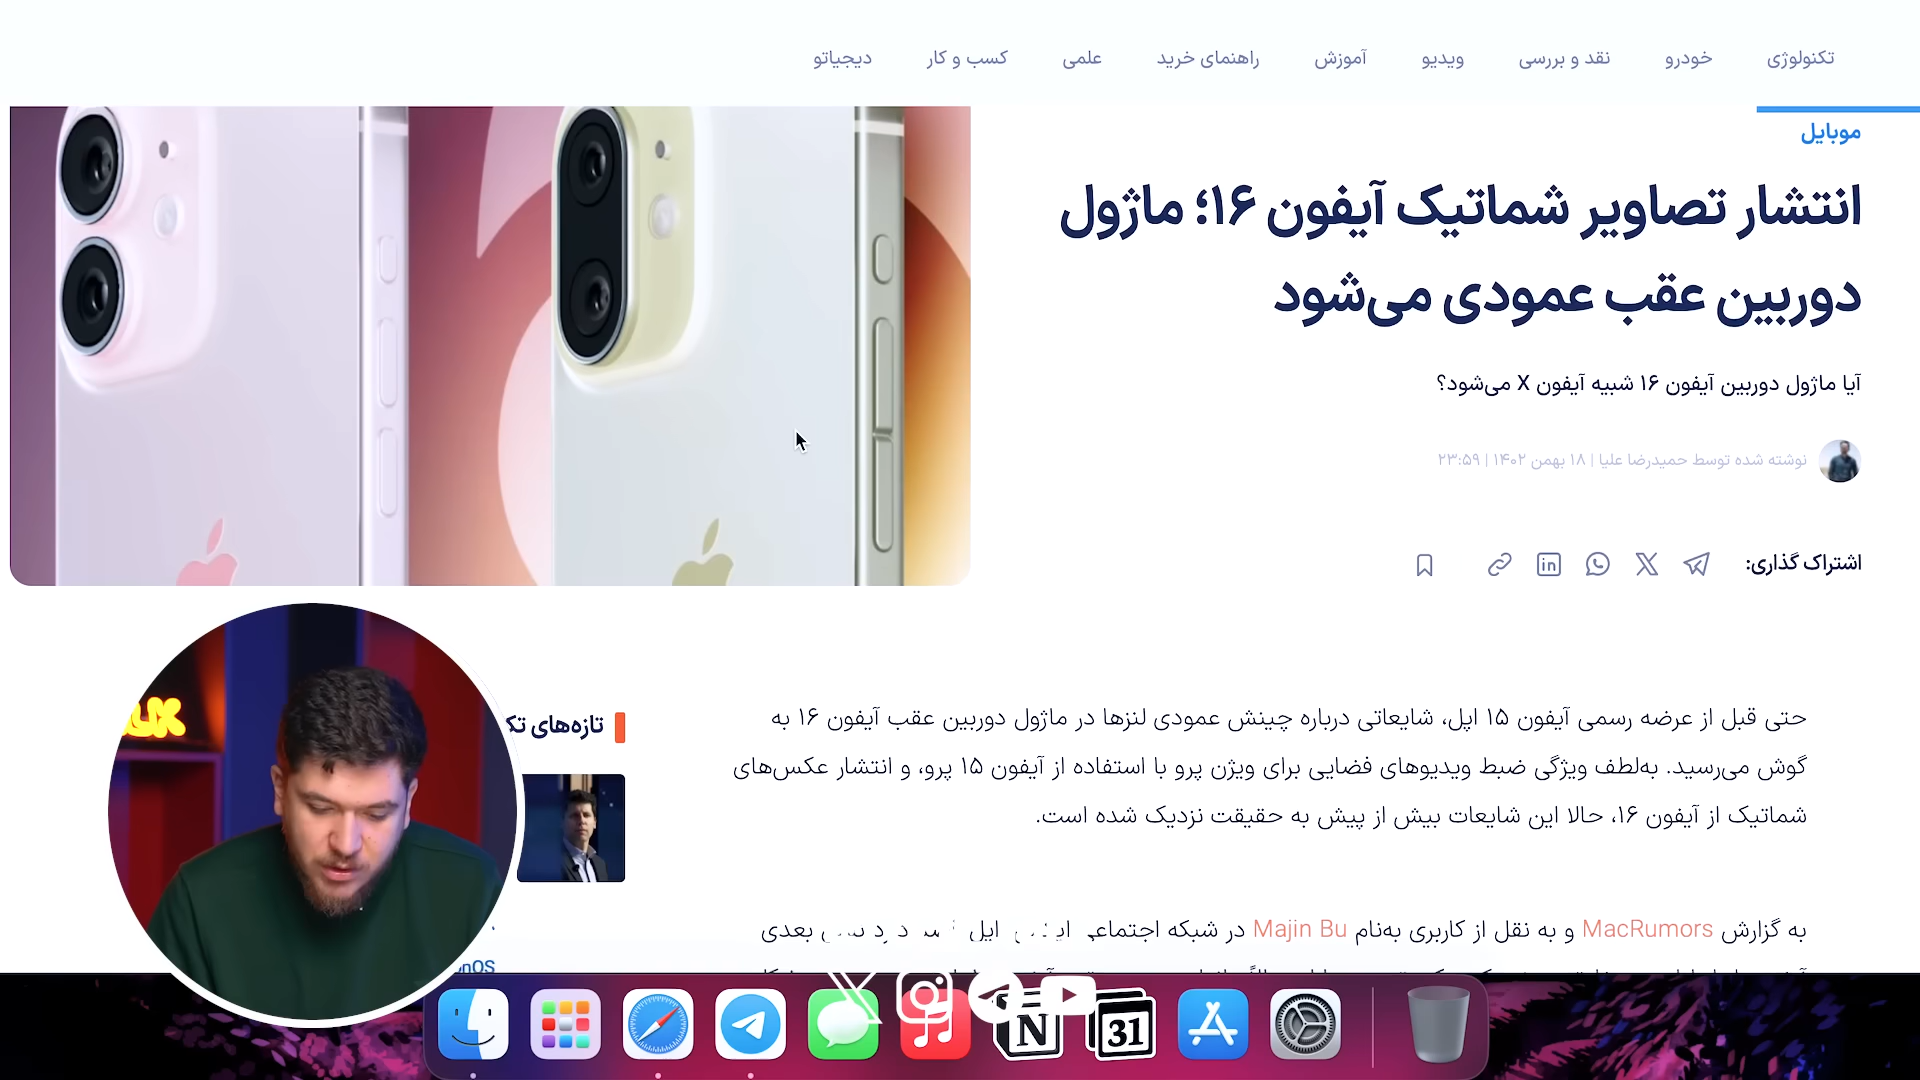 تکنولوژی
خودرو
نقد و بررسی
ویدیو
آموزش
راهنمای خرید
علمی
کسب و کار
دیجیاتو
موبایل
انتشار تصاویر شماتیک آیفون ۱۶؛ ماژول
دوربین عقب عمودی می‌شود
آیا ماژول دوربین آیفون ۱۶ شبیه آیفون X می‌شود؟
نوشته شده توسط حمیدرضا علیا | ۱۸ بهمن ۱۴۰۲ | ۲۳:۵۹
اشتراک گذاری:
حتی قبل از عرضه رسمی آیفون ۱۵ اپل، شایعاتی درباره چینش عمودی لنزها در ماژول دوربین عقب آیفون ۱۶ به
گوش می‌رسید. به‌لطف ویژگی ضبط ویدیوهای فضایی برای ویژن پرو با استفاده از آیفون ۱۵ پرو، و انتشار عکس‌های
شماتیک از آیفون ۱۶، حالا این شایعات بیش از پیش به حقیقت نزدیک شده است.
به گزارش MacRumors و به نقل از کاربری به‌نام Majin Bu در شبکه اجتماعی اپل بعدی
تازه‌های
nOS
31